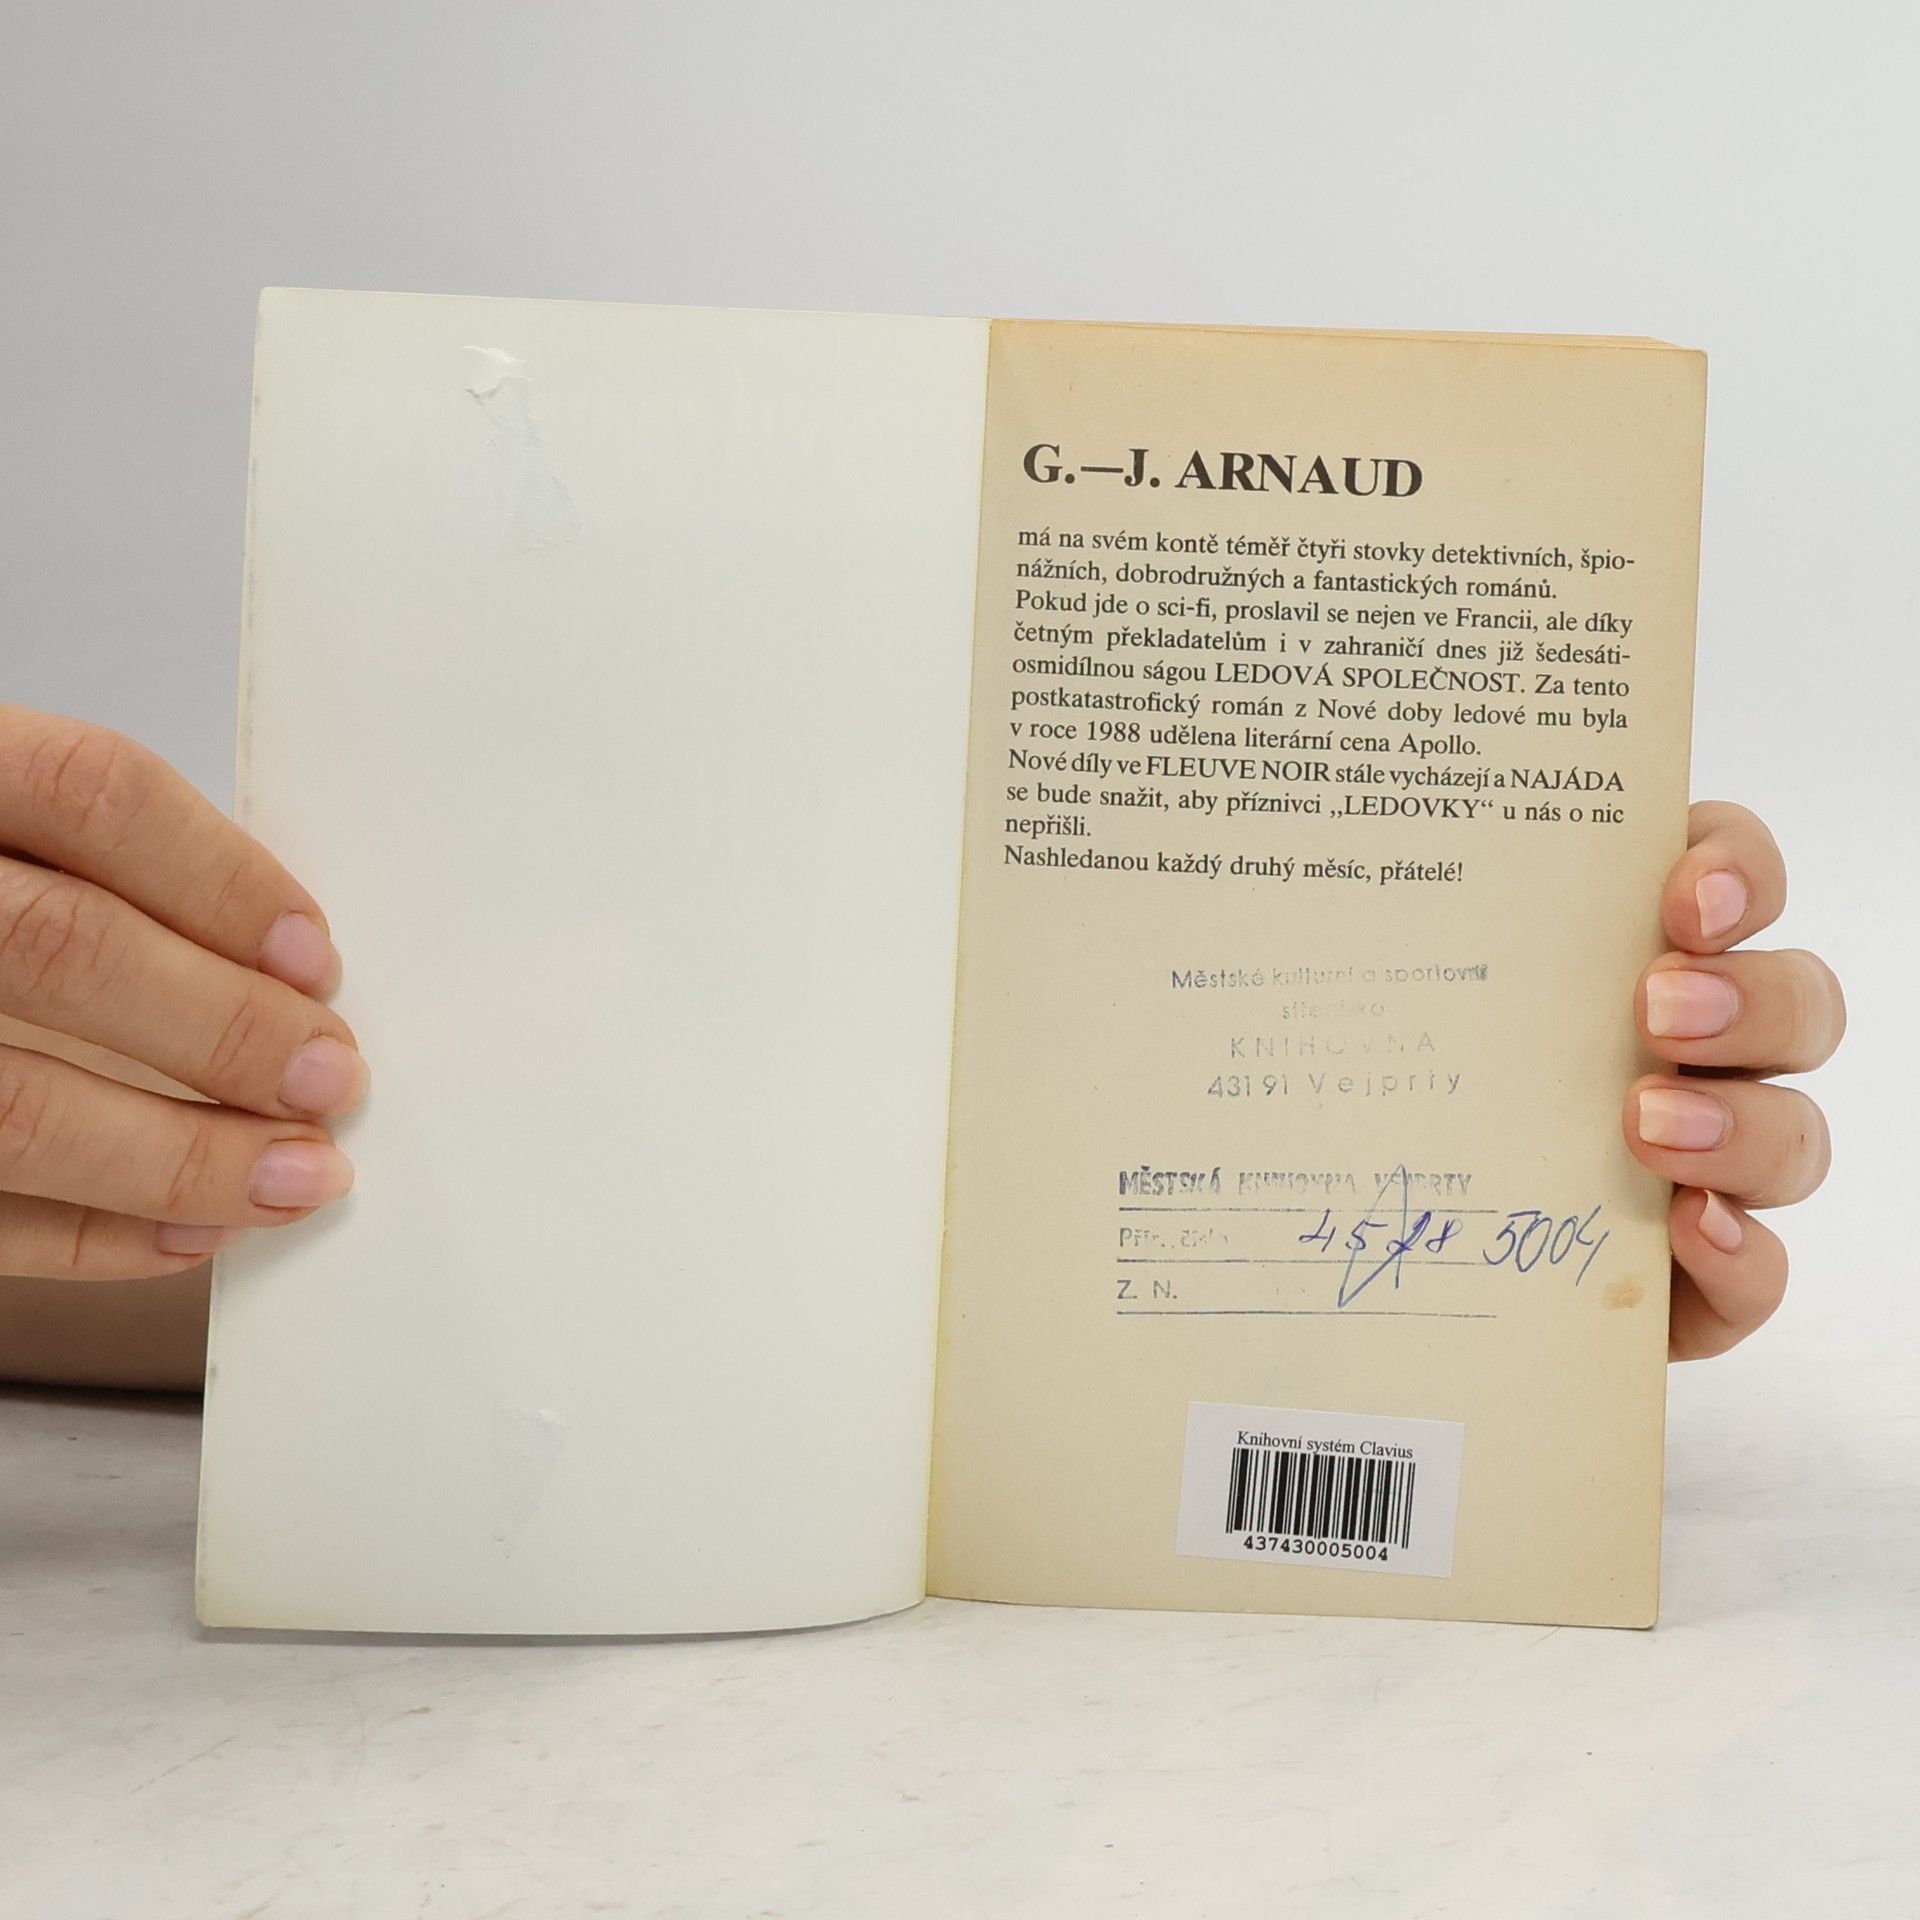 G.—J. ARNAUD
má na svém kontě téměř čtyři stovky detektivních, špio-
nážních, dobrodružných a fantastických románů.
Pokud jde o sci-fi, proslavil se nejen ve Francii, ale díky
četným překladatelům i v zahraničí dnes již šedesáti-
osmidílnou ságou LEDOVÁ SPOLEČNOST. Za tento
postkatastrofický román z Nové doby ledové mu byla
v roce 1988 udělena literární cena Apollo.
Nové díly ve FLEUVE NOIR stále vycházejí a NAJÁDA
se bude snažit, aby příznivci „LEDOVKY“ u nás o nic
nepřišli.
Nashledanou každý druhý měsíc, přátelé!
Městské kulturní a sportovní
středisko
KNIHOVNA
431 91 Vejprty
MĚSTSKÁ KNIHOVNA VEJPRTY
Přír. číslo 5004
Z. N.
Knihovní systém Clavius
437430005004